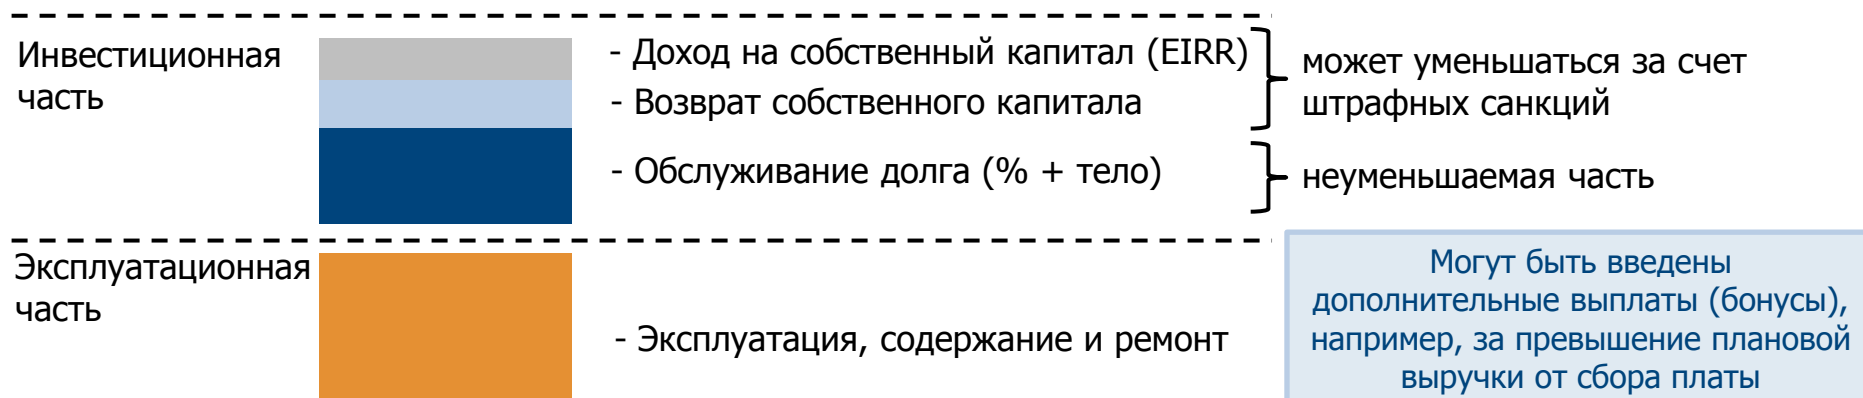 Инвестиционная
часть
- Доход на собственный капитал (EIRR)
- Возврат собственного капитала
может уменьшаться за счет
штрафных санкций
- Обслуживание долга (% + тело)
неуменьшаемая часть
Эксплуатационная
часть
- Эксплуатация, содержание и ремонт
Могут быть введены
дополнительные выплаты (бонусы),
например, за превышение плановой
выручки от сбора платы